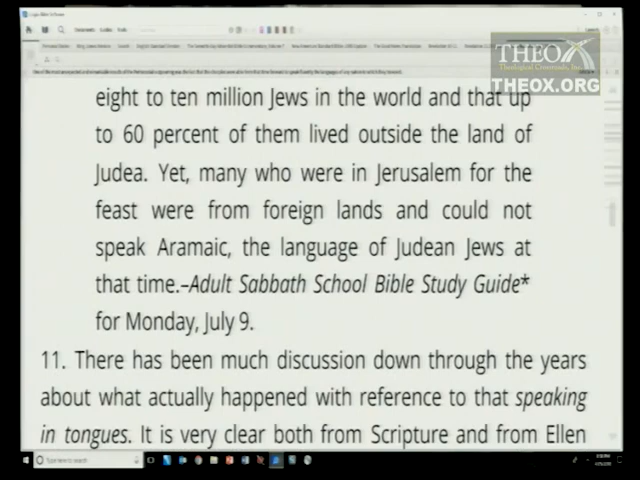 THEOX
THEOX.ORG
eight to ten million Jews in the world and that up
to 60 percent of them lived outside the land of
Judea. Yet, many who were in Jerusalem for the
feast were from foreign lands and could not
speak Aramaic, the language of Judean Jews at
that time.–Adult Sabbath School Bible Study Guide*
for Monday, July 9.
11. There has been much discussion down through the years
about what actually happened with reference to that speaking
in tongues. It is very clear both from Scripture and from Ellen
Type here to search